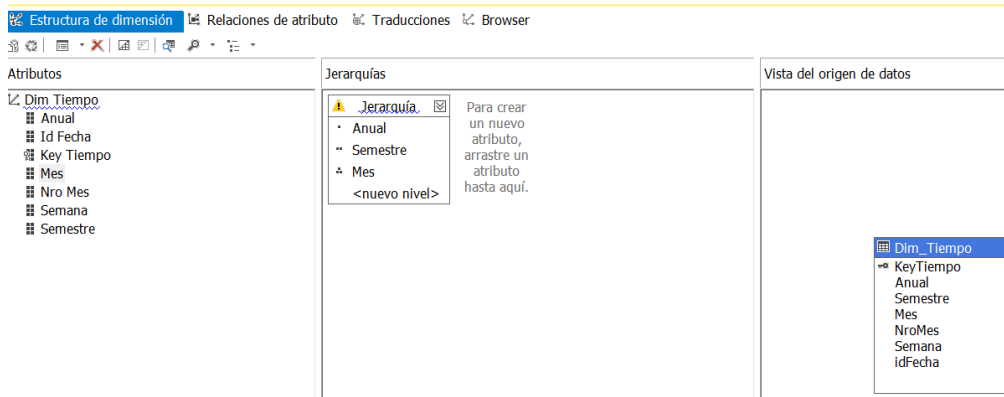 Estructura de dimensión Relaciones de atributo Traducciones Browser
Atributos
Dim Tiempo
Anual
Id Fecha
Key Tiempo
Mes
Nro Mes
Semana
Semestre
Jerarquías
Jerarquía
Anual
Semestre
Mes
<nuevo nivel>
Para crear
un nuevo
atributo,
arrastre un
atributo
hasta aquí.
Vista del origen de datos
Dim_Tiempo
KeyTiempo
Anual
Semestre
Mes
NroMes
Semana
idFecha